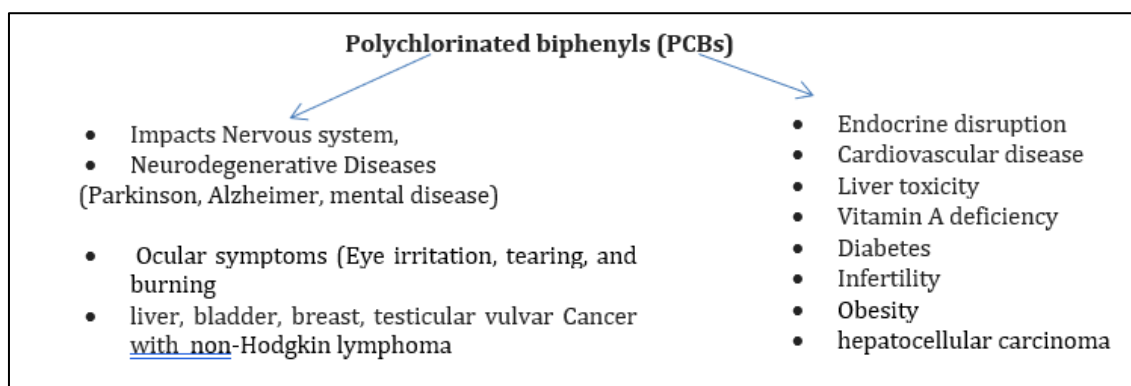 Polychlorinated biphenyls (PCBs)
• Impacts Nervous system,
• Neurodegenerative Diseases
(Parkinson, Alzheimer, mental disease)
• Ocular symptoms (Eye irritation, tearing, and
burning
• liver, bladder, breast, testicular vulvar Cancer
with non-Hodgkin lymphoma
• Endocrine disruption
• Cardiovascular disease
• Liver toxicity
• Vitamin A deficiency
• Diabetes
• Infertility
• Obesity
• hepatocellular carcinoma